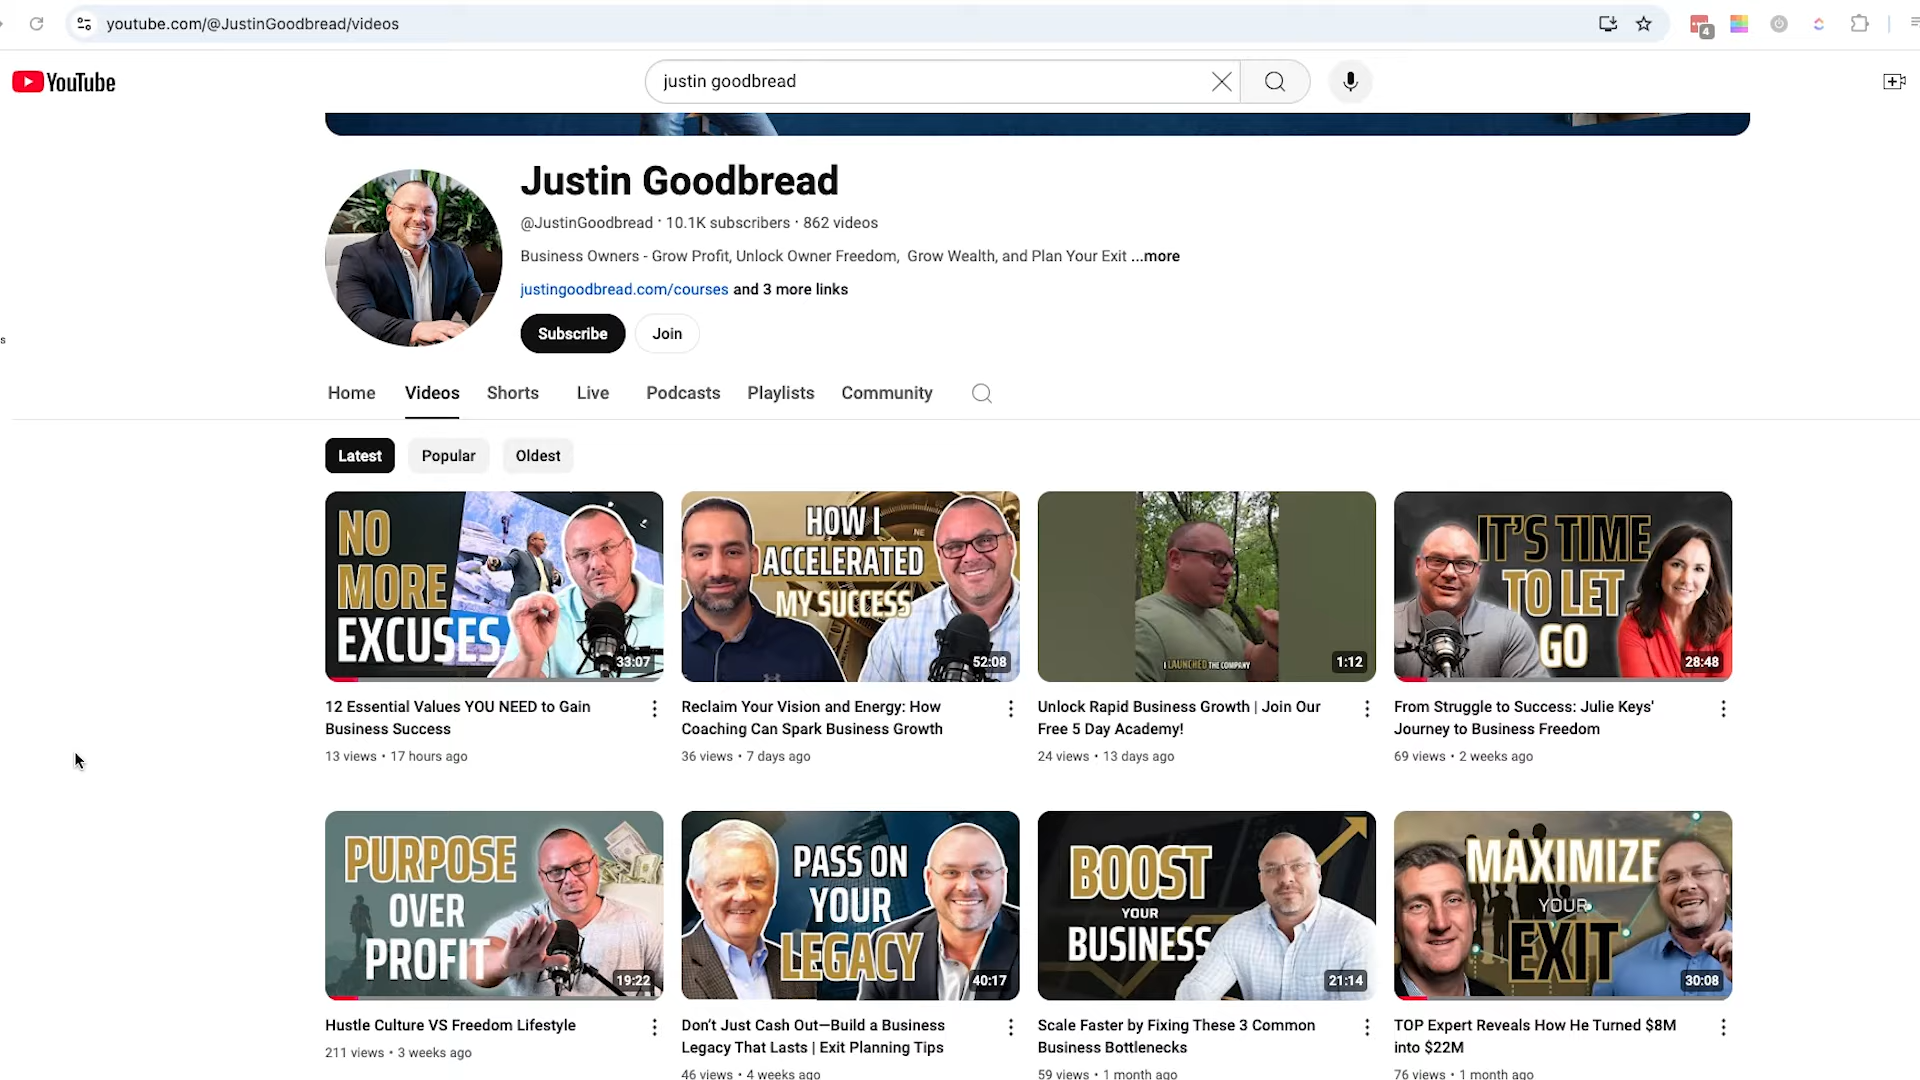 youtube.com/@JustinGoodbread/videos
4
YouTube
justin goodbread
Justin Goodbread
@JustinGoodbread · 10.1K subscribers · 862 videos
Business Owners - Grow Profit, Unlock Owner Freedom,  Grow Wealth, and Plan Your Exit ...more
justingoodbread.com/courses and 3 more links
s
Subscribe
Join
Home
Videos
Shorts
Live
Podcasts
Playlists
Community
Latest
Popular
Oldest
NO
MORE
EXCUSES
33:07
HOW I
ACCELERATED
MY SUCCESS
NE
52:08
I LAUNCHED THE COMPANY
1:12
IT'S TIME
TO LET
GO
28:48
12 Essential Values YOU NEED to Gain
Business Success
13 views • 17 hours ago
Reclaim Your Vision and Energy: How
Coaching Can Spark Business Growth
36 views • 7 days ago
Unlock Rapid Business Growth | Join Our
Free 5 Day Academy!
24 views • 13 days ago
From Struggle to Success: Julie Keys'
Journey to Business Freedom
69 views • 2 weeks ago
PURPOSE
OVER
PROFIT
19:22
PASS ON
YOUR
LEGACY
40:17
BOOST
YOUR
BUSINESS
21:14
MAXIMIZE
YOUR
EXIT
30:08
Hustle Culture VS Freedom Lifestyle
211 views • 3 weeks ago
Don't Just Cash Out—Build a Business
Legacy That Lasts | Exit Planning Tips
46 views • 4 weeks ago
Scale Faster by Fixing These 3 Common
Business Bottlenecks
59 views • 1 month ago
TOP Expert Reveals How He Turned $8M
into $22M
76 views • 1 month ago